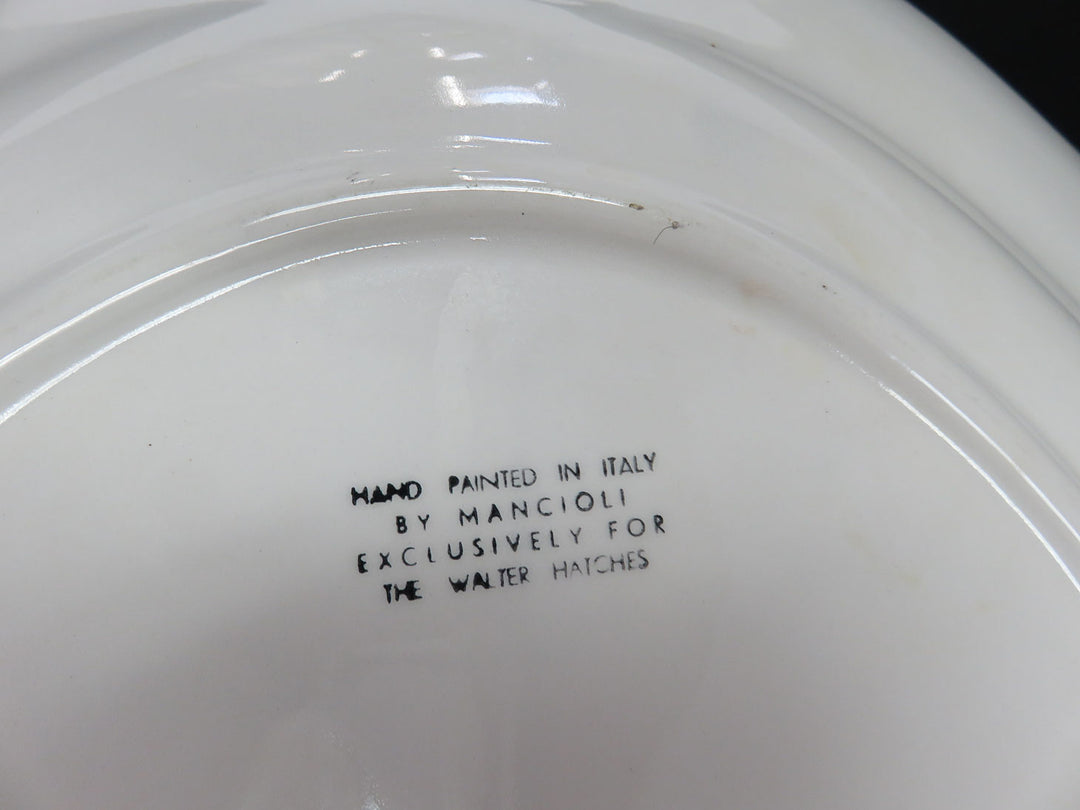 HAND PAINTED IN ITALY
BY MANCIOLI
EXCLUSIVELY FOR
THE WALTER HATCHES